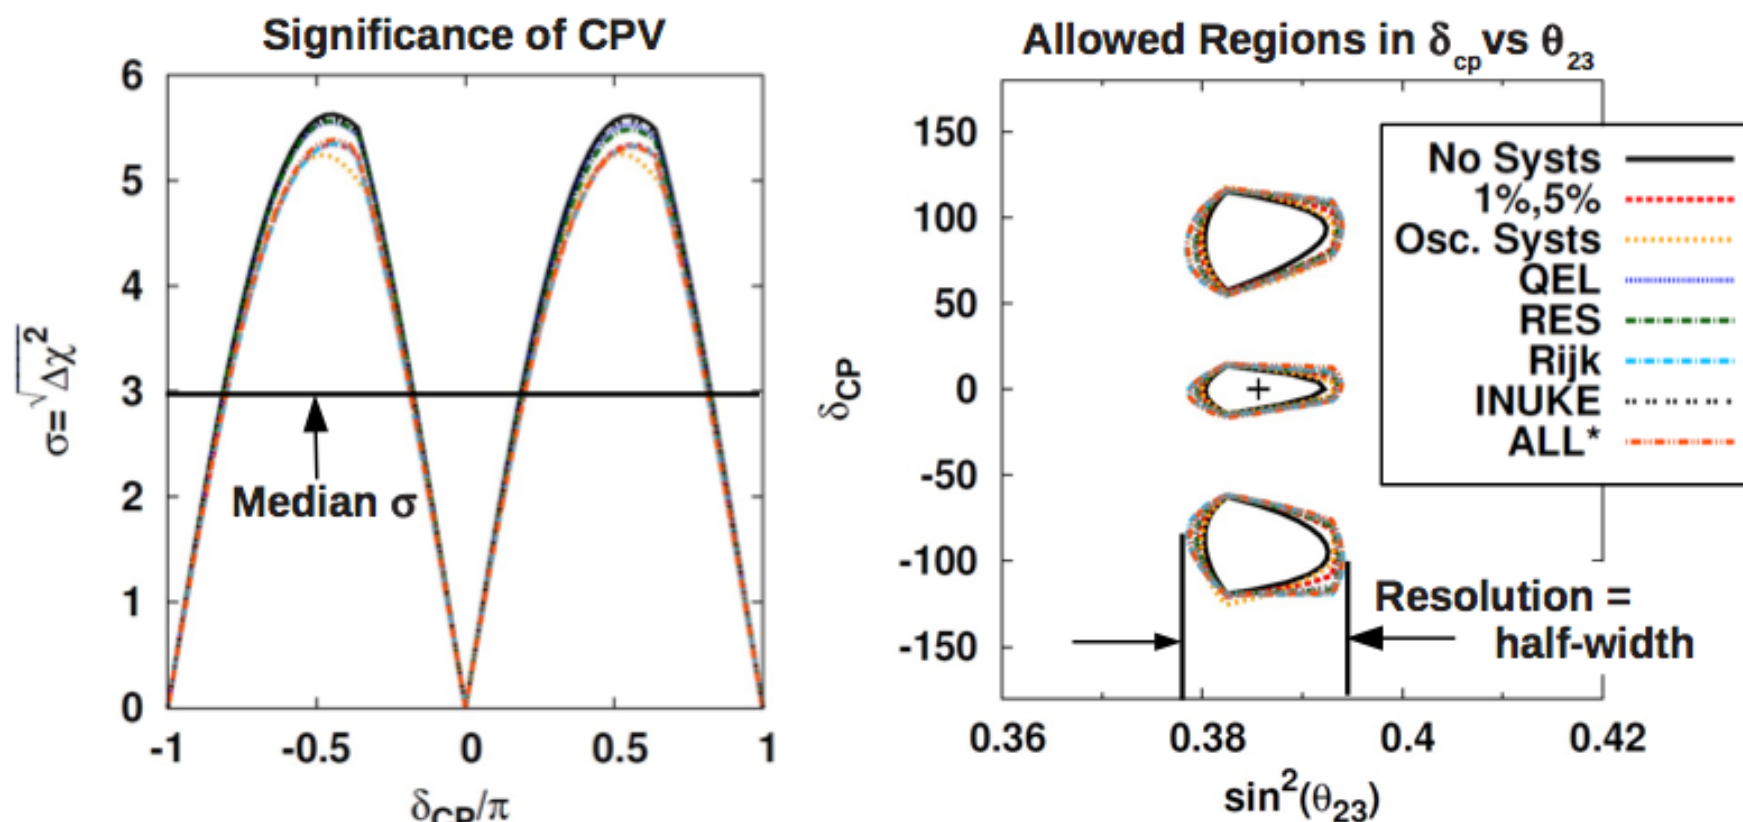 Significance of CPV
6
5
4
3
2
1
0
σ=√Δχ²
Median σ
-1
-0.5
0
0.5
1
δCP/π
Allowed Regions in δcp vs θ23
150
100
50
0
-50
-100
-150
δCP
No Systs
1%,5%
Osc. Systs
QEL
RES
Rijk
INUKE
ALL*
Resolution =
half-width
0.36
0.38
0.4
0.42
sin²(θ23)